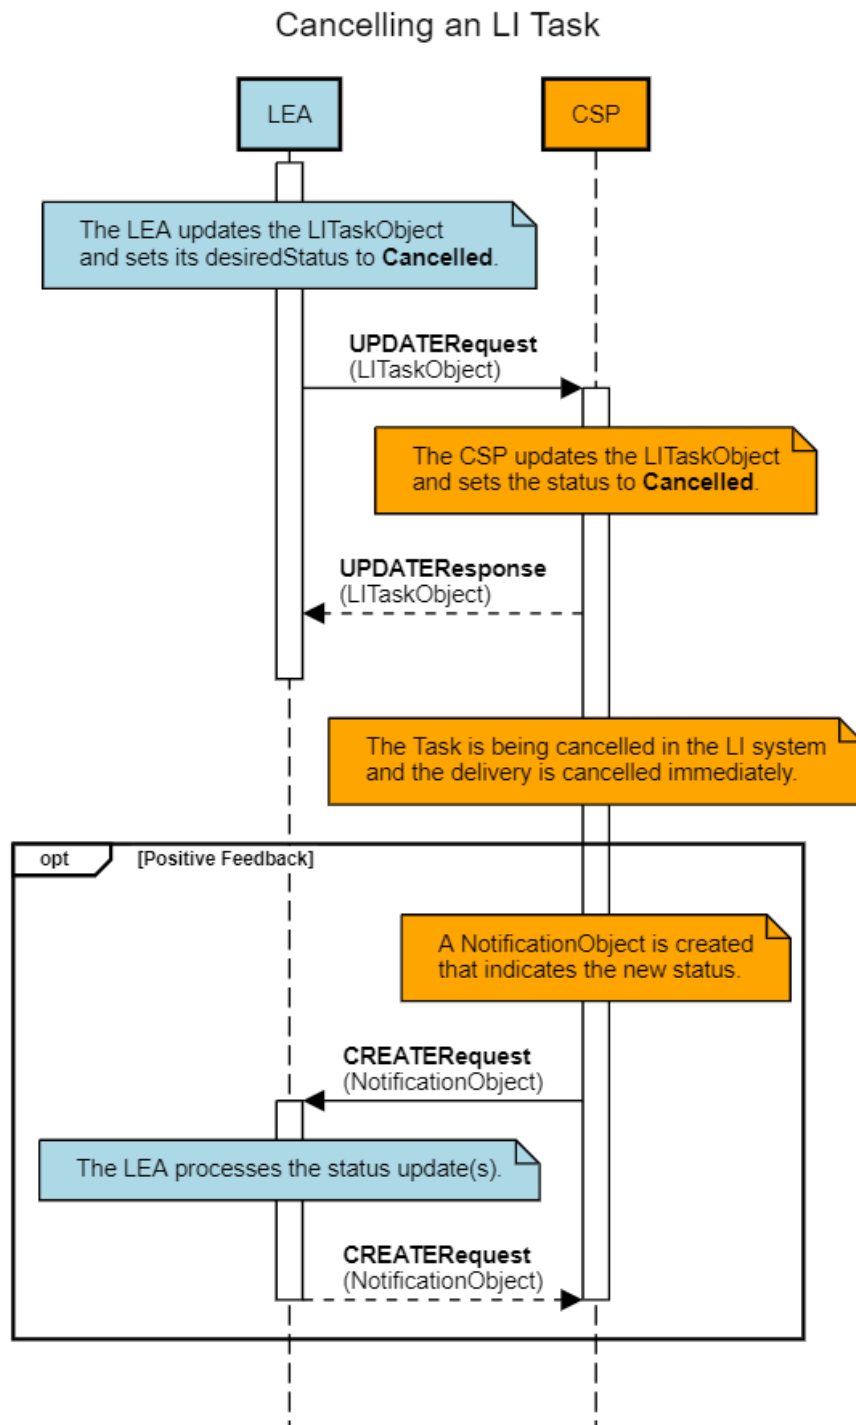 Cancelling an LI Task
LEA
CSP
The LEA updates the LITaskObject
and sets its desiredStatus to Cancelled.
UPDATERequest
(LITaskObject)
The CSP updates the LITaskObject
and sets the status to Cancelled.
UPDATEResponse
(LITaskObject)
The Task is being cancelled in the LI system
and the delivery is cancelled immediately.
opt
[Positive Feedback]
A NotificationObject is created
that indicates the new status.
CREATERequest
(NotificationObject)
The LEA processes the status update(s).
CREATERequest
(NotificationObject)